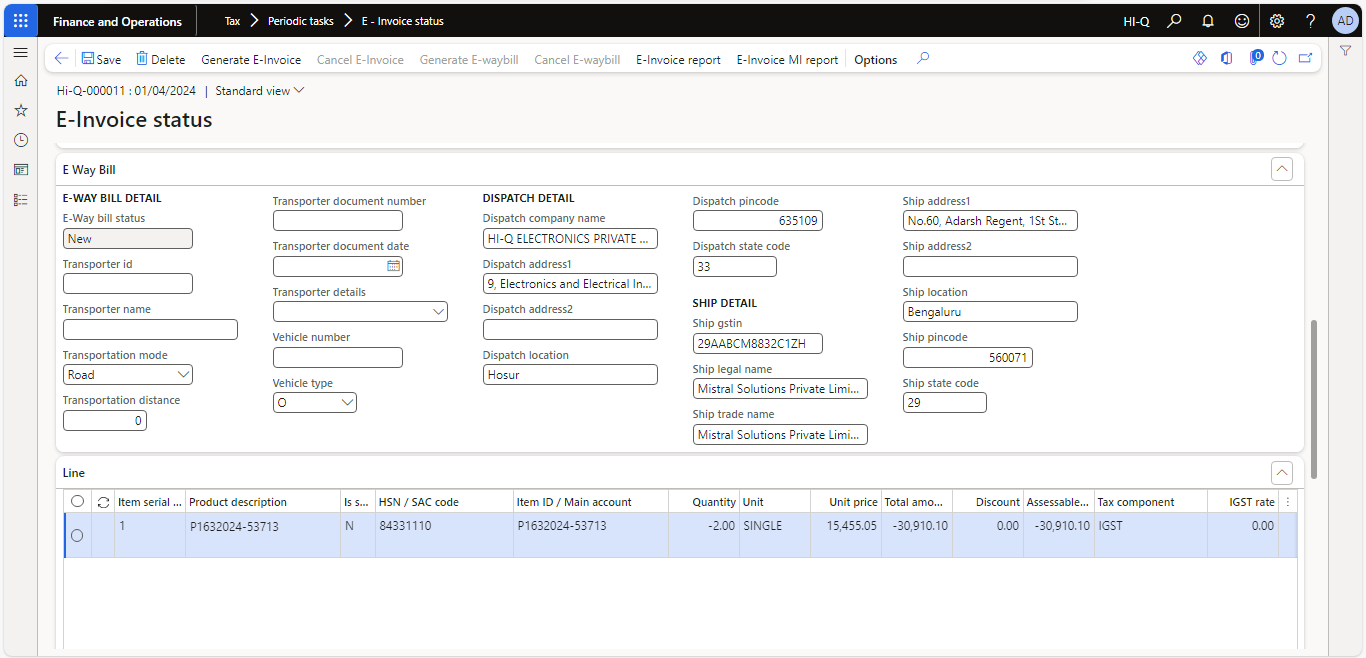 Finance and Operations
Tax > Periodic tasks > E - Invoice status
HI-Q
? AD
Save Delete Generate E-Invoice Cancel E-Invoice Generate E-waybill Cancel E-waybill E-Invoice report E-Invoice MI report Options
0
Hi-Q-000011 : 01/04/2024 | Standard view
E-Invoice status
E Way Bill
E-WAY BILL DETAIL
E-Way bill status
New
Transporter id
Transporter name
Transportation mode
Road
Transportation distance
0
Transporter document number
Transporter document date
Transporter details
Vehicle number
Vehicle type
O
DISPATCH DETAIL
Dispatch company name
HI-Q ELECTRONICS PRIVATE ...
Dispatch address1
9, Electronics and Electrical In...
Dispatch address2
Dispatch location
Hosur
Dispatch pincode
635109
Dispatch state code
33
SHIP DETAIL
Ship gstin
29AABCM8832C1ZH
Ship legal name
Mistral Solutions Private Limi...
Ship trade name
Mistral Solutions Private Limi...
Ship address1
No.60, Adarsh Regent, 1St St...
Ship address2
Ship location
Bengaluru
Ship pincode
560071
Ship state code
29
Line
Item serial ... Product description Is s... HSN / SAC code Item ID / Main account Quantity Unit Unit price Total amo... Discount Assessable... Tax component IGST rate
1 P1632024-53713 N 84331110 P1632024-53713 -2.00 SINGLE 15,455.05 -30,910.10 0.00 -30,910.10 IGST 0.00